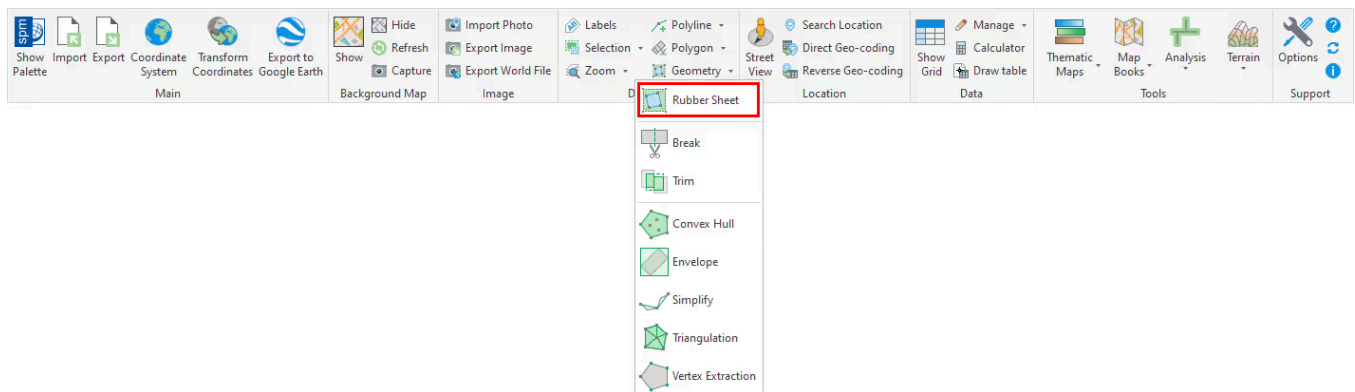 spm
Show Palette
Import
Export
Coordinate System
Transform Coordinates
Export to Google Earth
Main
Show
Hide
Refresh
Capture
Background Map
Import Photo
Export Image
Export World File
Image
Labels
Selection
Zoom
Polyline
Polygon
Geometry
D
Street View
Search Location
Direct Geo-coding
Reverse Geo-coding
Location
Show Grid
Manage
Calculator
Draw table
Data
Thematic Maps
Map Books
Analysis
Terrain
Tools
Options
Support
Rubber Sheet
Break
Trim
Convex Hull
Envelope
Simplify
Triangulation
Vertex Extraction